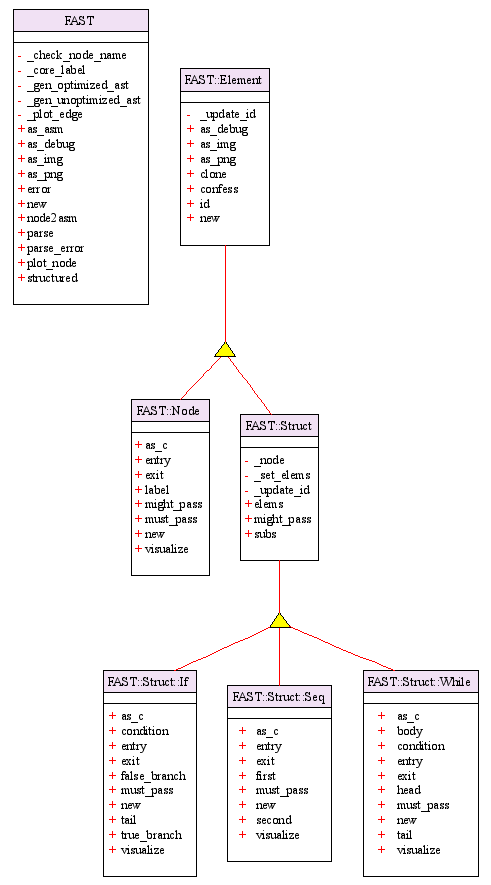 FAST
- _check_node_name
- _core_label
- _gen_optimized_ast
- _gen_unoptimized_ast
- _plot_edge
+ as_asm
+ as_debug
+ as_img
+ as_png
+ error
+ new
+ node2asm
+ parse
+ parse_error
+ plot_node
+ structured
FAST::Element
- _update_id
+ as_debug
+ as_img
+ as_png
+ clone
+ confess
+ id
+ new
FAST::Node
+ as_c
+ entry
+ exit
+ label
+ might_pass
+ must_pass
+ new
+ visualize
FAST::Struct
- _node
- _set_elems
- _update_id
+ elems
+ might_pass
+ subs
FAST::Struct::If
+ as_c
+ condition
+ entry
+ exit
+ false_branch
+ must_pass
+ new
+ tail
+ true_branch
+ visualize
FAST::Struct::Seq
+ as_c
+ entry
+ exit
+ first
+ must_pass
+ new
+ second
+ visualize
FAST::Struct::While
+ as_c
+ body
+ condition
+ entry
+ exit
+ head
+ must_pass
+ new
+ tail
+ visualize